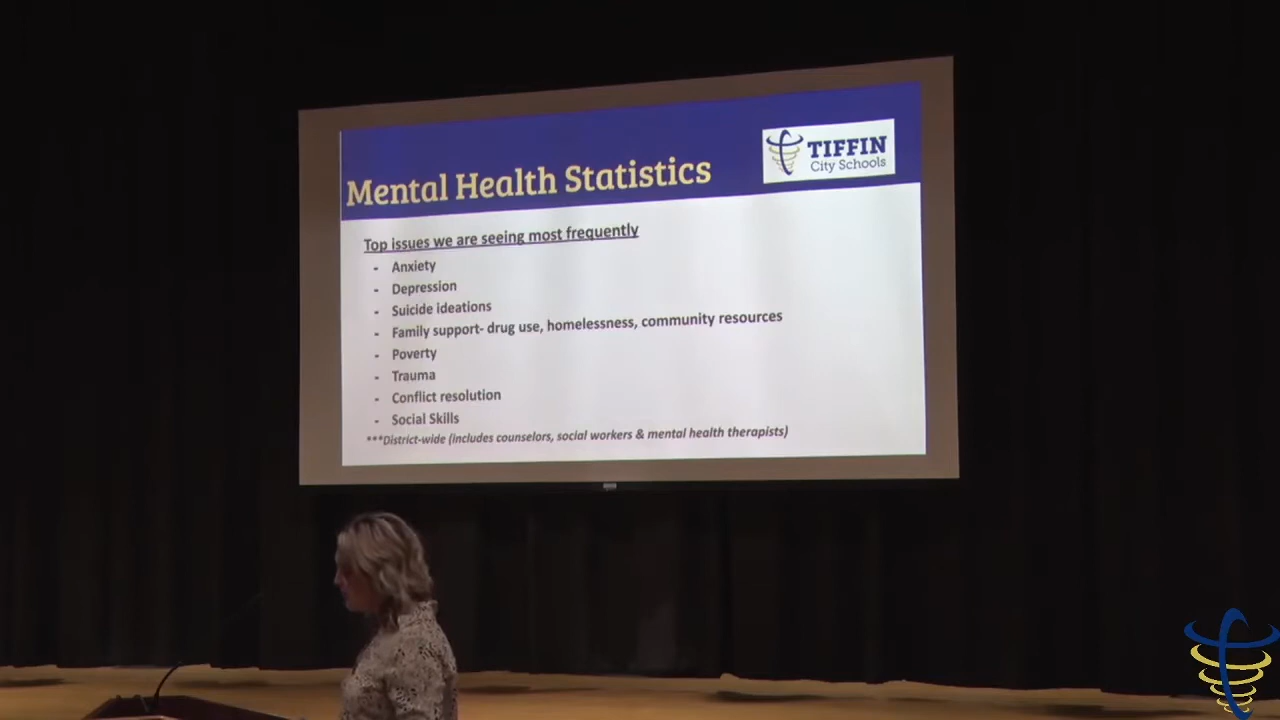 Mental Health Statistics
TIFFIN
City Schools
Top issues we are seeing most frequently
- Anxiety
- Depression
- Suicide ideations
- Family support- drug use, homelessness, community resources
- Poverty
- Trauma
- Conflict resolution
- Social Skills
***District-wide (includes counselors, social workers & mental health therapists)